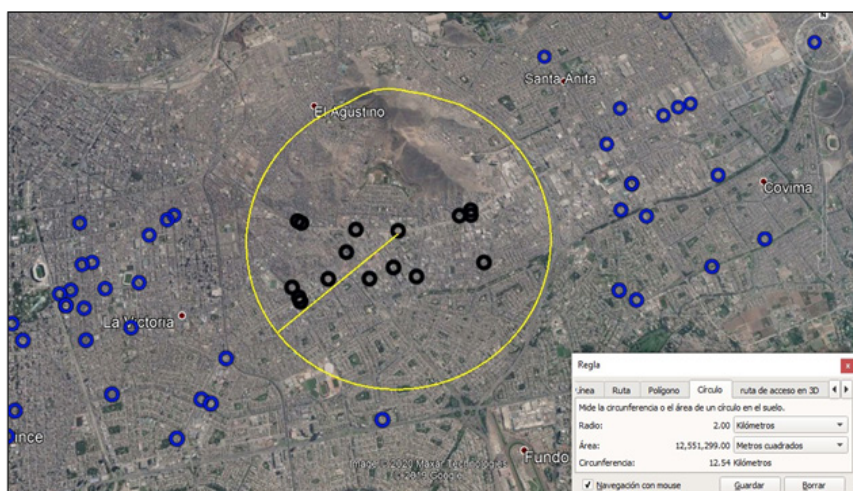 N
Santa Anita
El Agustino
Covima
La Victoria
ince
Fundo
Regla
x
Línea Ruta Polígono Círculo ruta de acceso en 3D
Mide la circunferencia o el área de un círculo en el suelo.
Radio: 2.00 Kilómetros
Área: 12,551,299.00 Metros cuadrados
Circunferencia: 12.54 Kilómetros
Navegación con mouse Guardar Borrar